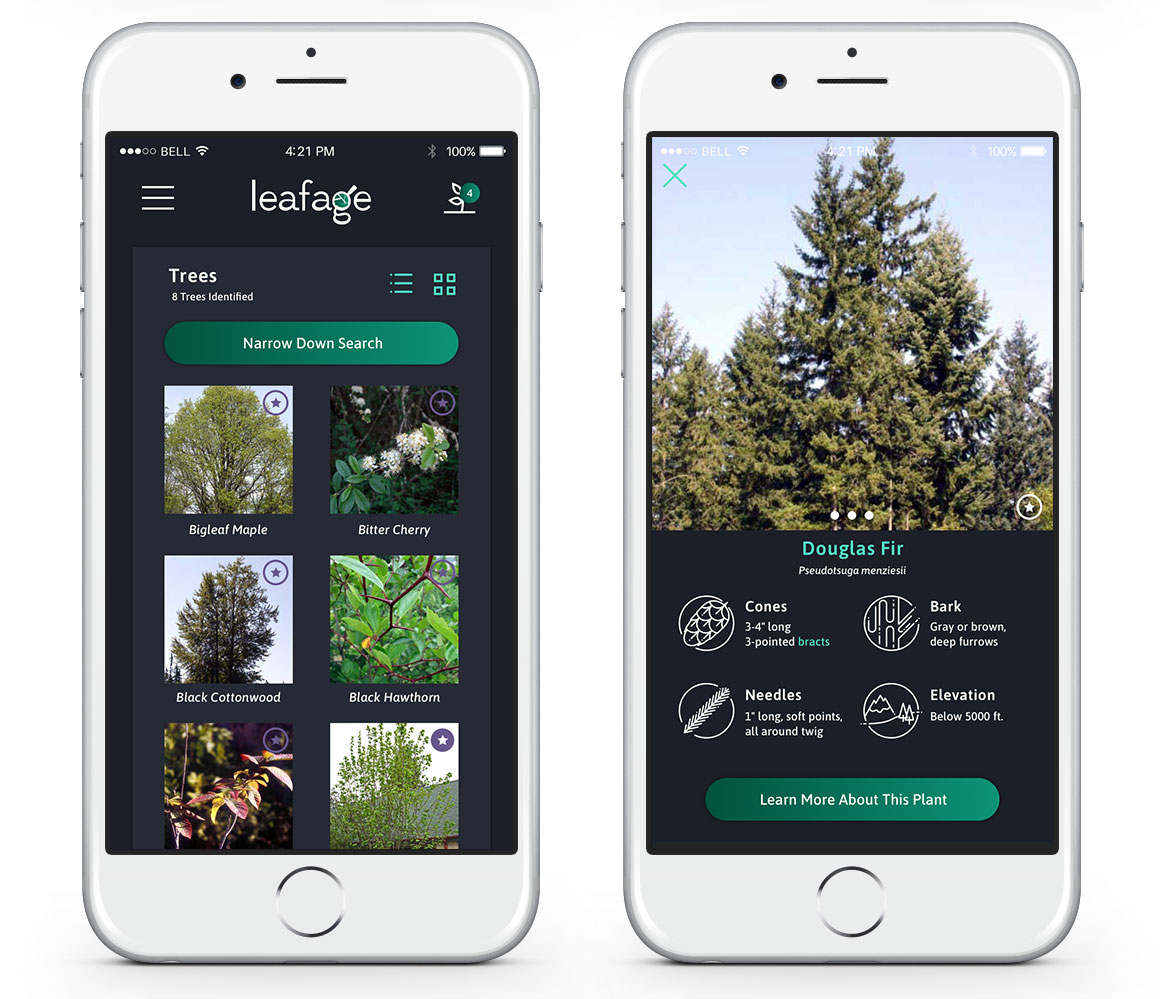 BELL
4:21 PM
100%
leafage
4
Trees
8 Trees Identified
Narrow Down Search
Bigleaf Maple
Bitter Cherry
Black Cottonwood
Black Hawthorn
BELL
4:21 PM
100%
Douglas Fir
Pseudotsuga menziesii
Cones
3-4" long
3-pointed bracts
Bark
Gray or brown,
deep furrows
Needles
1" long, soft points,
all around twig
Elevation
Below 5000 ft.
Learn More About This Plant